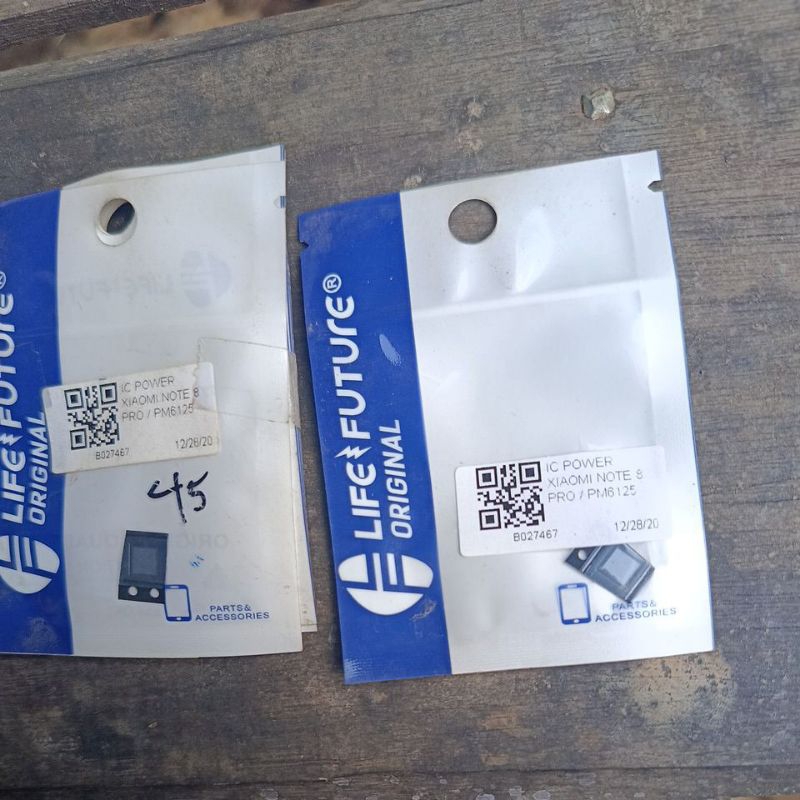 LIFE FUTURE®
ORIGINAL
IC POWER
XIAOMI NOTE 8
PRO / PM6125
B027467
12/28/20
45
PARTS &
ACCESSORIES
LIFE FUTURE®
ORIGINAL
IC POWER
XIAOMI NOTE 8
PRO / PM6125
B027467
12/28/20
PARTS &
ACCESSORIES